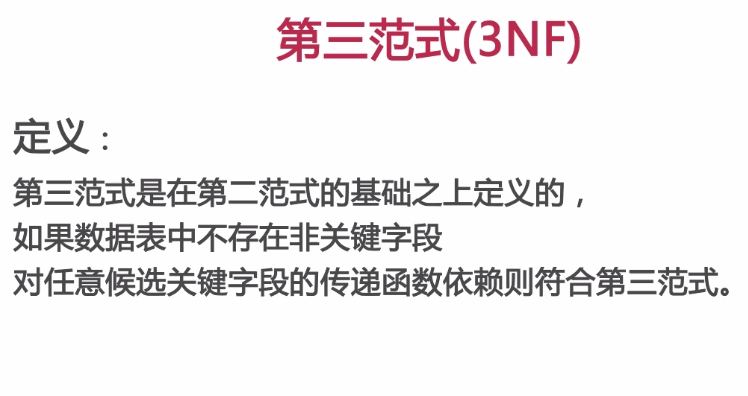 第三范式(3NF)
定义：
第三范式是在第二范式的基础之上定义的，
如果数据表中不存在非关键字段
对任意候选关键字段的传递函数依赖则符合第三范式。